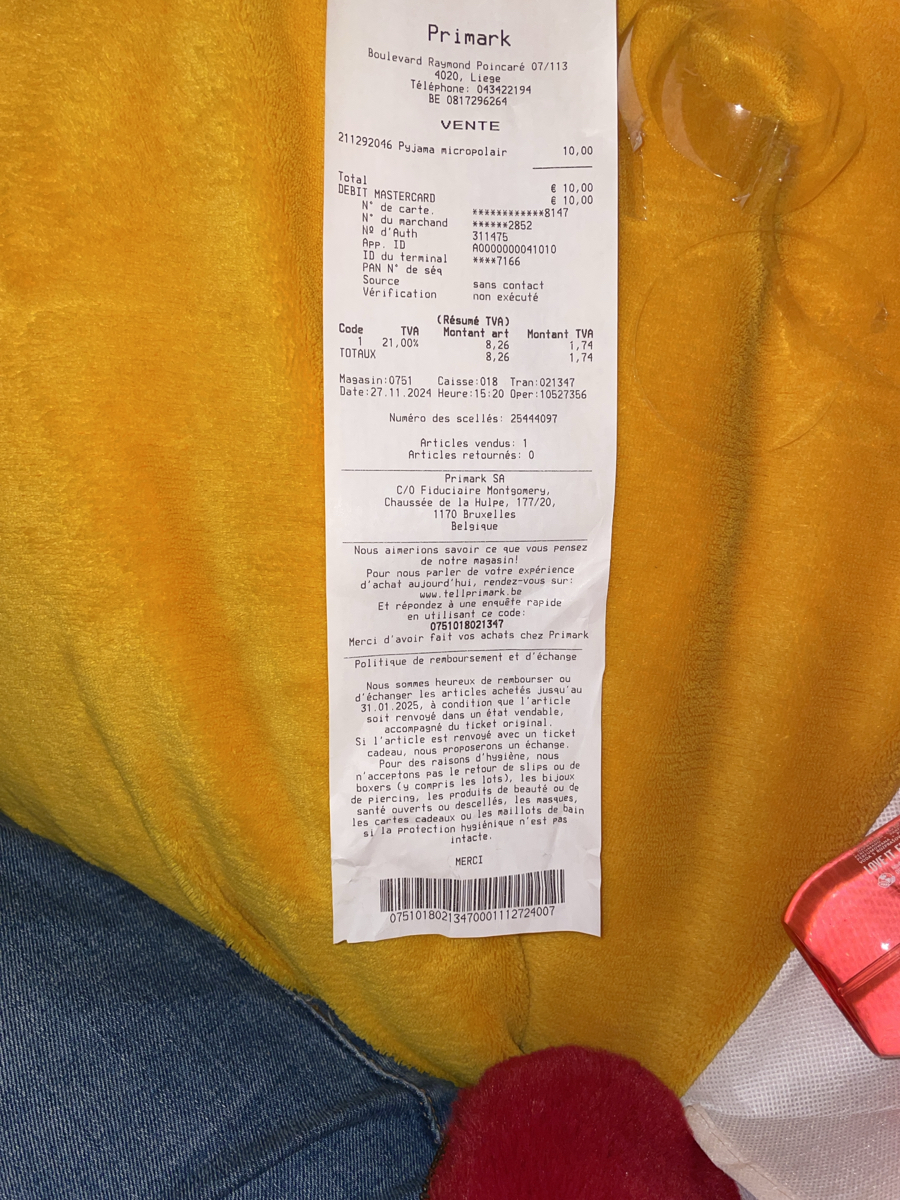 Primark
Boulevard Raymond Poincaré 07/113
4020, Liege
Téléphone: 043422194
BE 0817296264
VENTE
211292046 Pyjama micropolair 10,00
Total € 10,00
DEBIT MASTERCARD € 10,00
N° de carte. ************8147
N° du marchand ******2852
Nº d'Auth 311475
App. ID A0000000041010
ID du terminal ****7166
PAN N° de séq
Source sans contact
Vérification non exécuté
(Résumé TVA)
Code TVA Montant art Montant TVA
1 21,00% 8,26 1,74
TOTAUX 8,26 1,74
Magasin:0751 Caisse:018 Tran:021347
Date:27.11.2024 Heure:15:20 Oper:10527356
Numéro des scellés: 25444097
Articles vendus: 1
Articles retournés: 0
Primark SA
C/O Fiduciaire Montgomery,
Chaussée de la Hulpe, 177/20,
1170 Bruxelles
Belgique
Nous aimerions savoir ce que vous pensez
de notre magasin!
Pour nous parler de votre expérience
d'achat aujourd'hui, rendez-vous sur:
www.tellprimark.be
Et répondez à une enquête rapide
en utilisant ce code:
0751018021347
Merci d'avoir fait vos achats chez Primark
Politique de remboursement et d'échange
Nous sommes heureux de rembourser ou
d'échanger les articles achetés jusqu'au
31.01.2025, à condition que l'article
soit renvoyé dans un état vendable,
accompagné du ticket original.
Si l'article est renvoyé avec un ticket
cadeau, nous proposerons un échange.
Pour des raisons d'hygiène, nous
n'acceptons pas le retour de slips ou de
boxers (y compris les lots), les bijoux
de piercing, les produits de beauté ou de
santé ouverts ou descellés, les masques,
les cartes cadeaux ou les maillots de bain
si la protection hygiénique n'est pas
intacte.
MERCI
07510180213470001112724007
LOVE IT